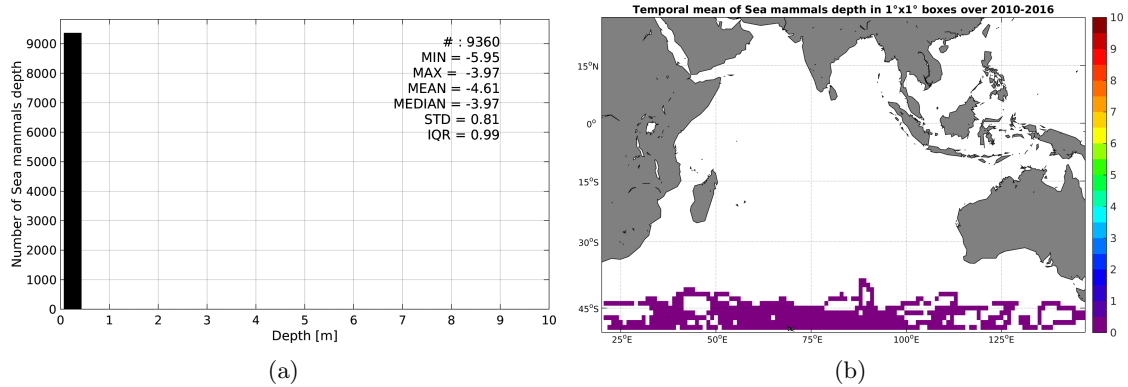 Number of Sea mammals depth
9000
8000
7000
6000
5000
4000
3000
2000
1000
0
# : 9360
MIN = -5.95
MAX = -3.97
MEAN = -4.61
MEDIAN = -3.97
STD = 0.81
IQR = 0.99
0 1 2 3 4 5 6 7 8 9 10
Depth [m]
(a)
Temporal mean of Sea mammals depth in 1°x1° boxes over 2010-2016
15°N
0°
15°S
30°S
45°S
25°E 50°E 75°E 100°E 125°E
10
9
8
7
6
5
4
3
2
1
0
(b)